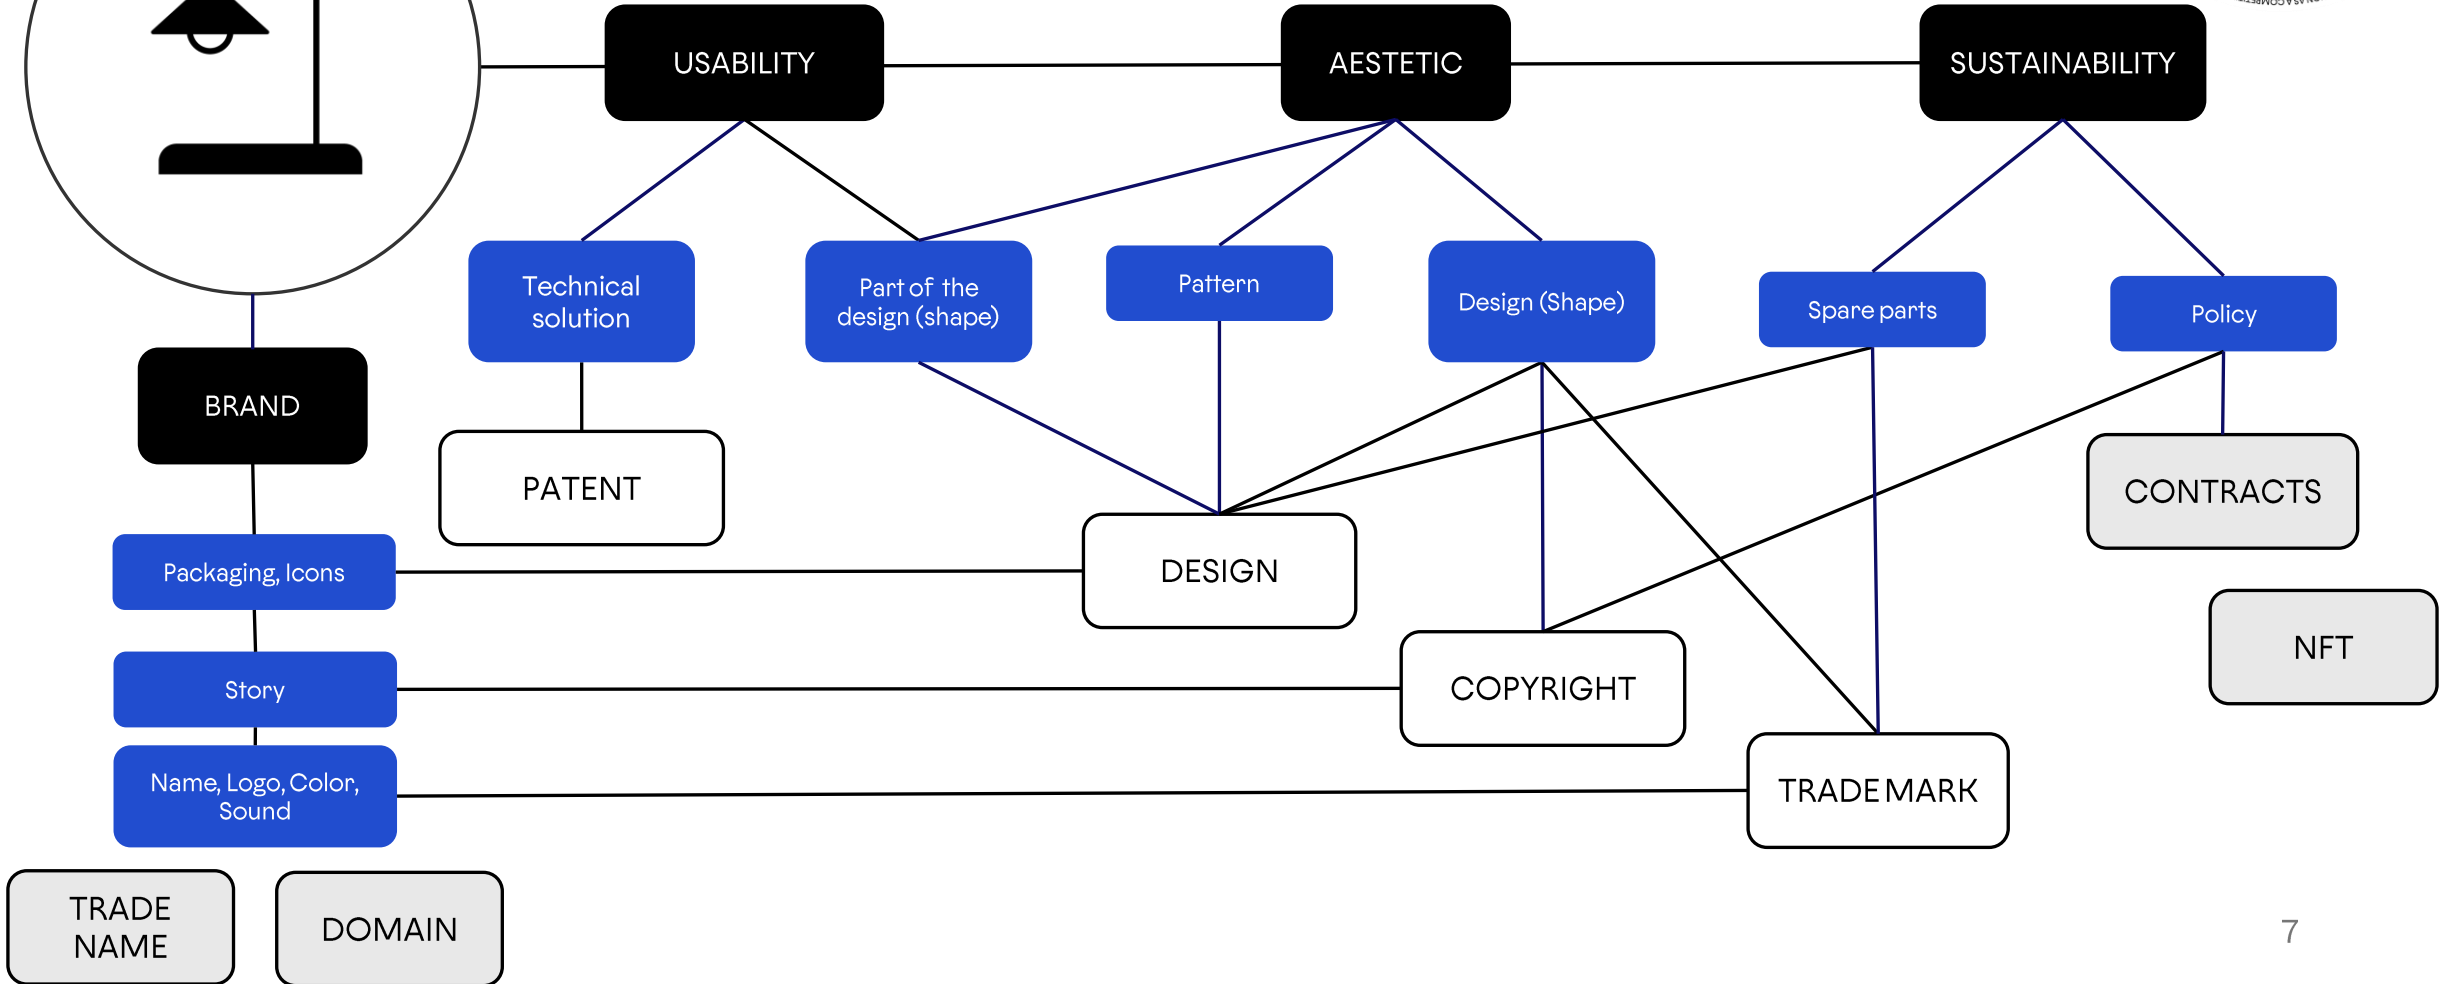 USABILITY
AESTETIC
SUSTAINABILITY
Technical
solution
Part of the
design (shape)
Pattern
Design (Shape)
Spare parts
Policy
BRAND
PATENT
CONTRACTS
Packaging, Icons
DESIGN
NFT
Story
COPYRIGHT
Name, Logo, Color,
Sound
TRADEMARK
TRADE
NAME
DOMAIN
7